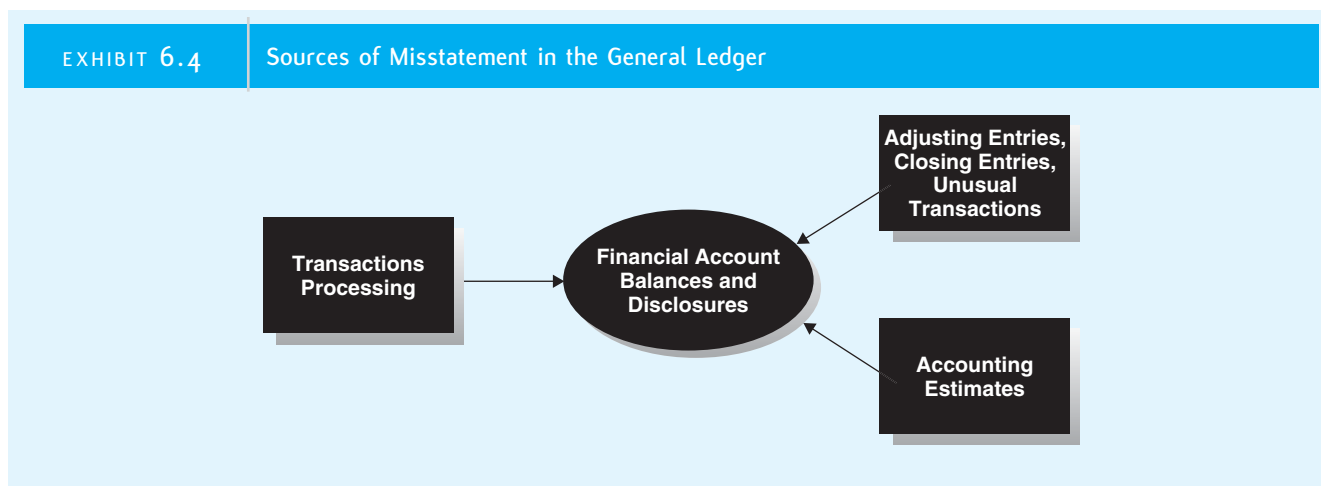 EXHIBIT 6.4
Sources of Misstatement in the General Ledger
Transactions
Processing
Financial Account
Balances and
Disclosures
Adjusting Entries,
Closing Entries,
Unusual
Transactions
Accounting
Estimates